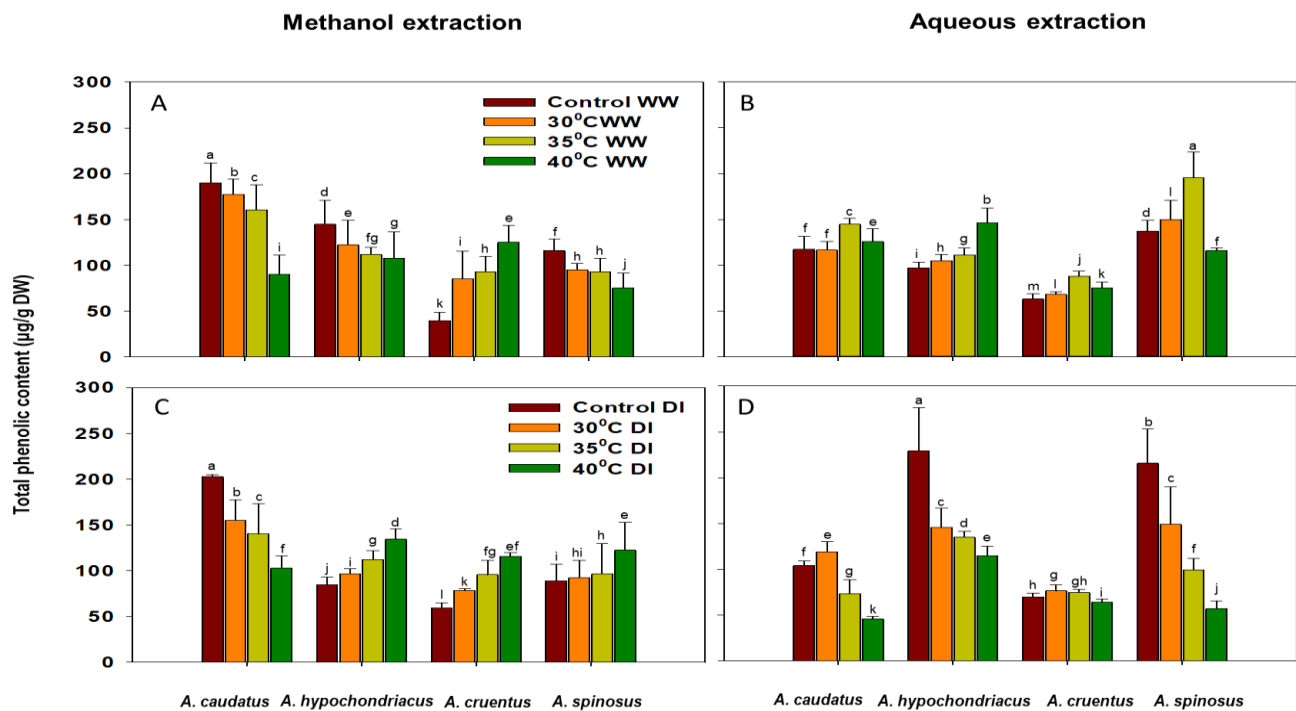 Methanol extraction
Aqueous extraction
Total phenolic content (µg/g DW)
A
300
250
200
150
100
50
0
Control WW
30⁰CWW
35⁰C WW
40⁰C WW
a b c i d e fg g k i h e f h h j
B
f f c e i h g b m l j k d l a f
C
300
250
200
150
100
50
0
Control DI
30⁰C DI
35⁰C DI
40⁰C DI
a b c f j i g d l k fg ef i hi h e
D
f e g k a c d e h g gh i b c f j
A. caudatus A. hypochondriacus A. cruentus A. spinosus
A. caudatus A. hypochondriacus A. cruentus A. spinosus